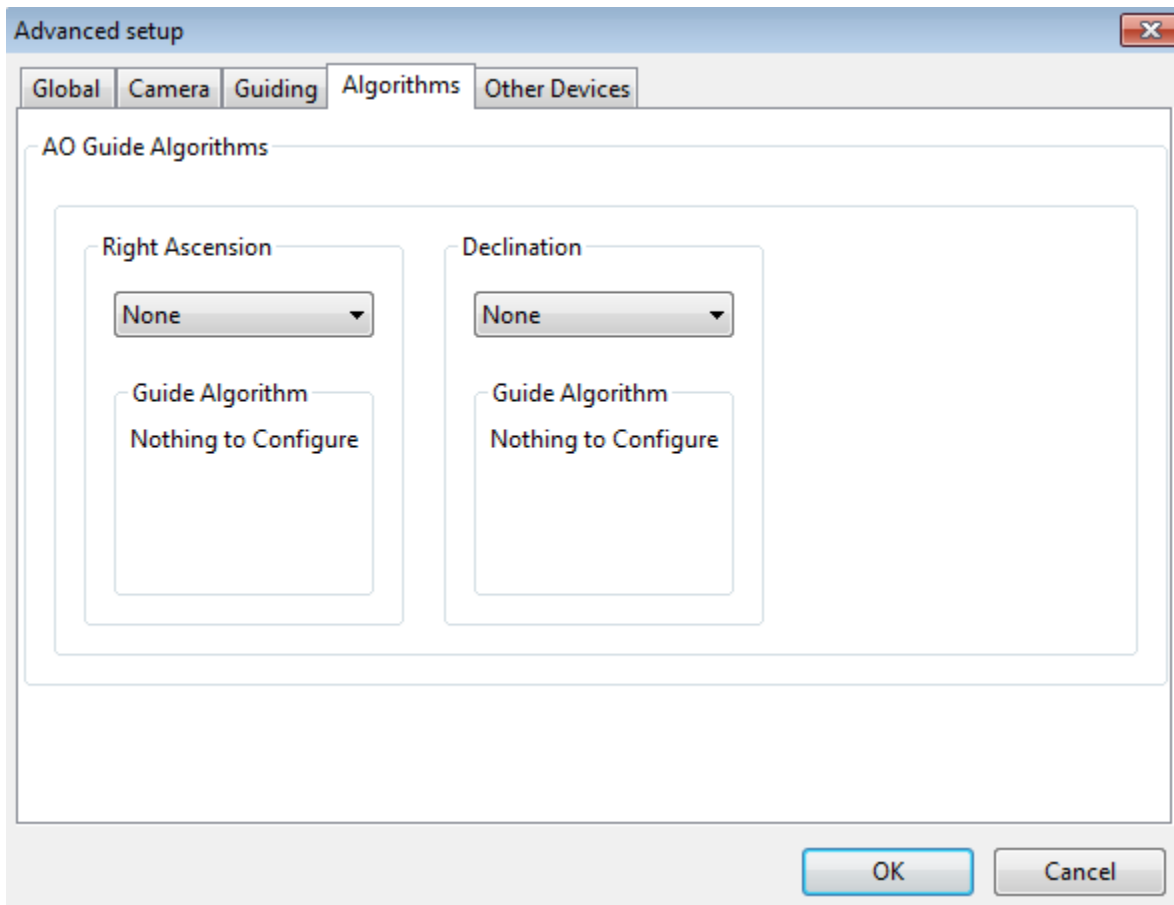 Advanced setup
Global Camera Guiding Algorithms Other Devices
AO Guide Algorithms
Right Ascension
None
Guide Algorithm
Nothing to Configure
Declination
None
Guide Algorithm
Nothing to Configure
OK Cancel